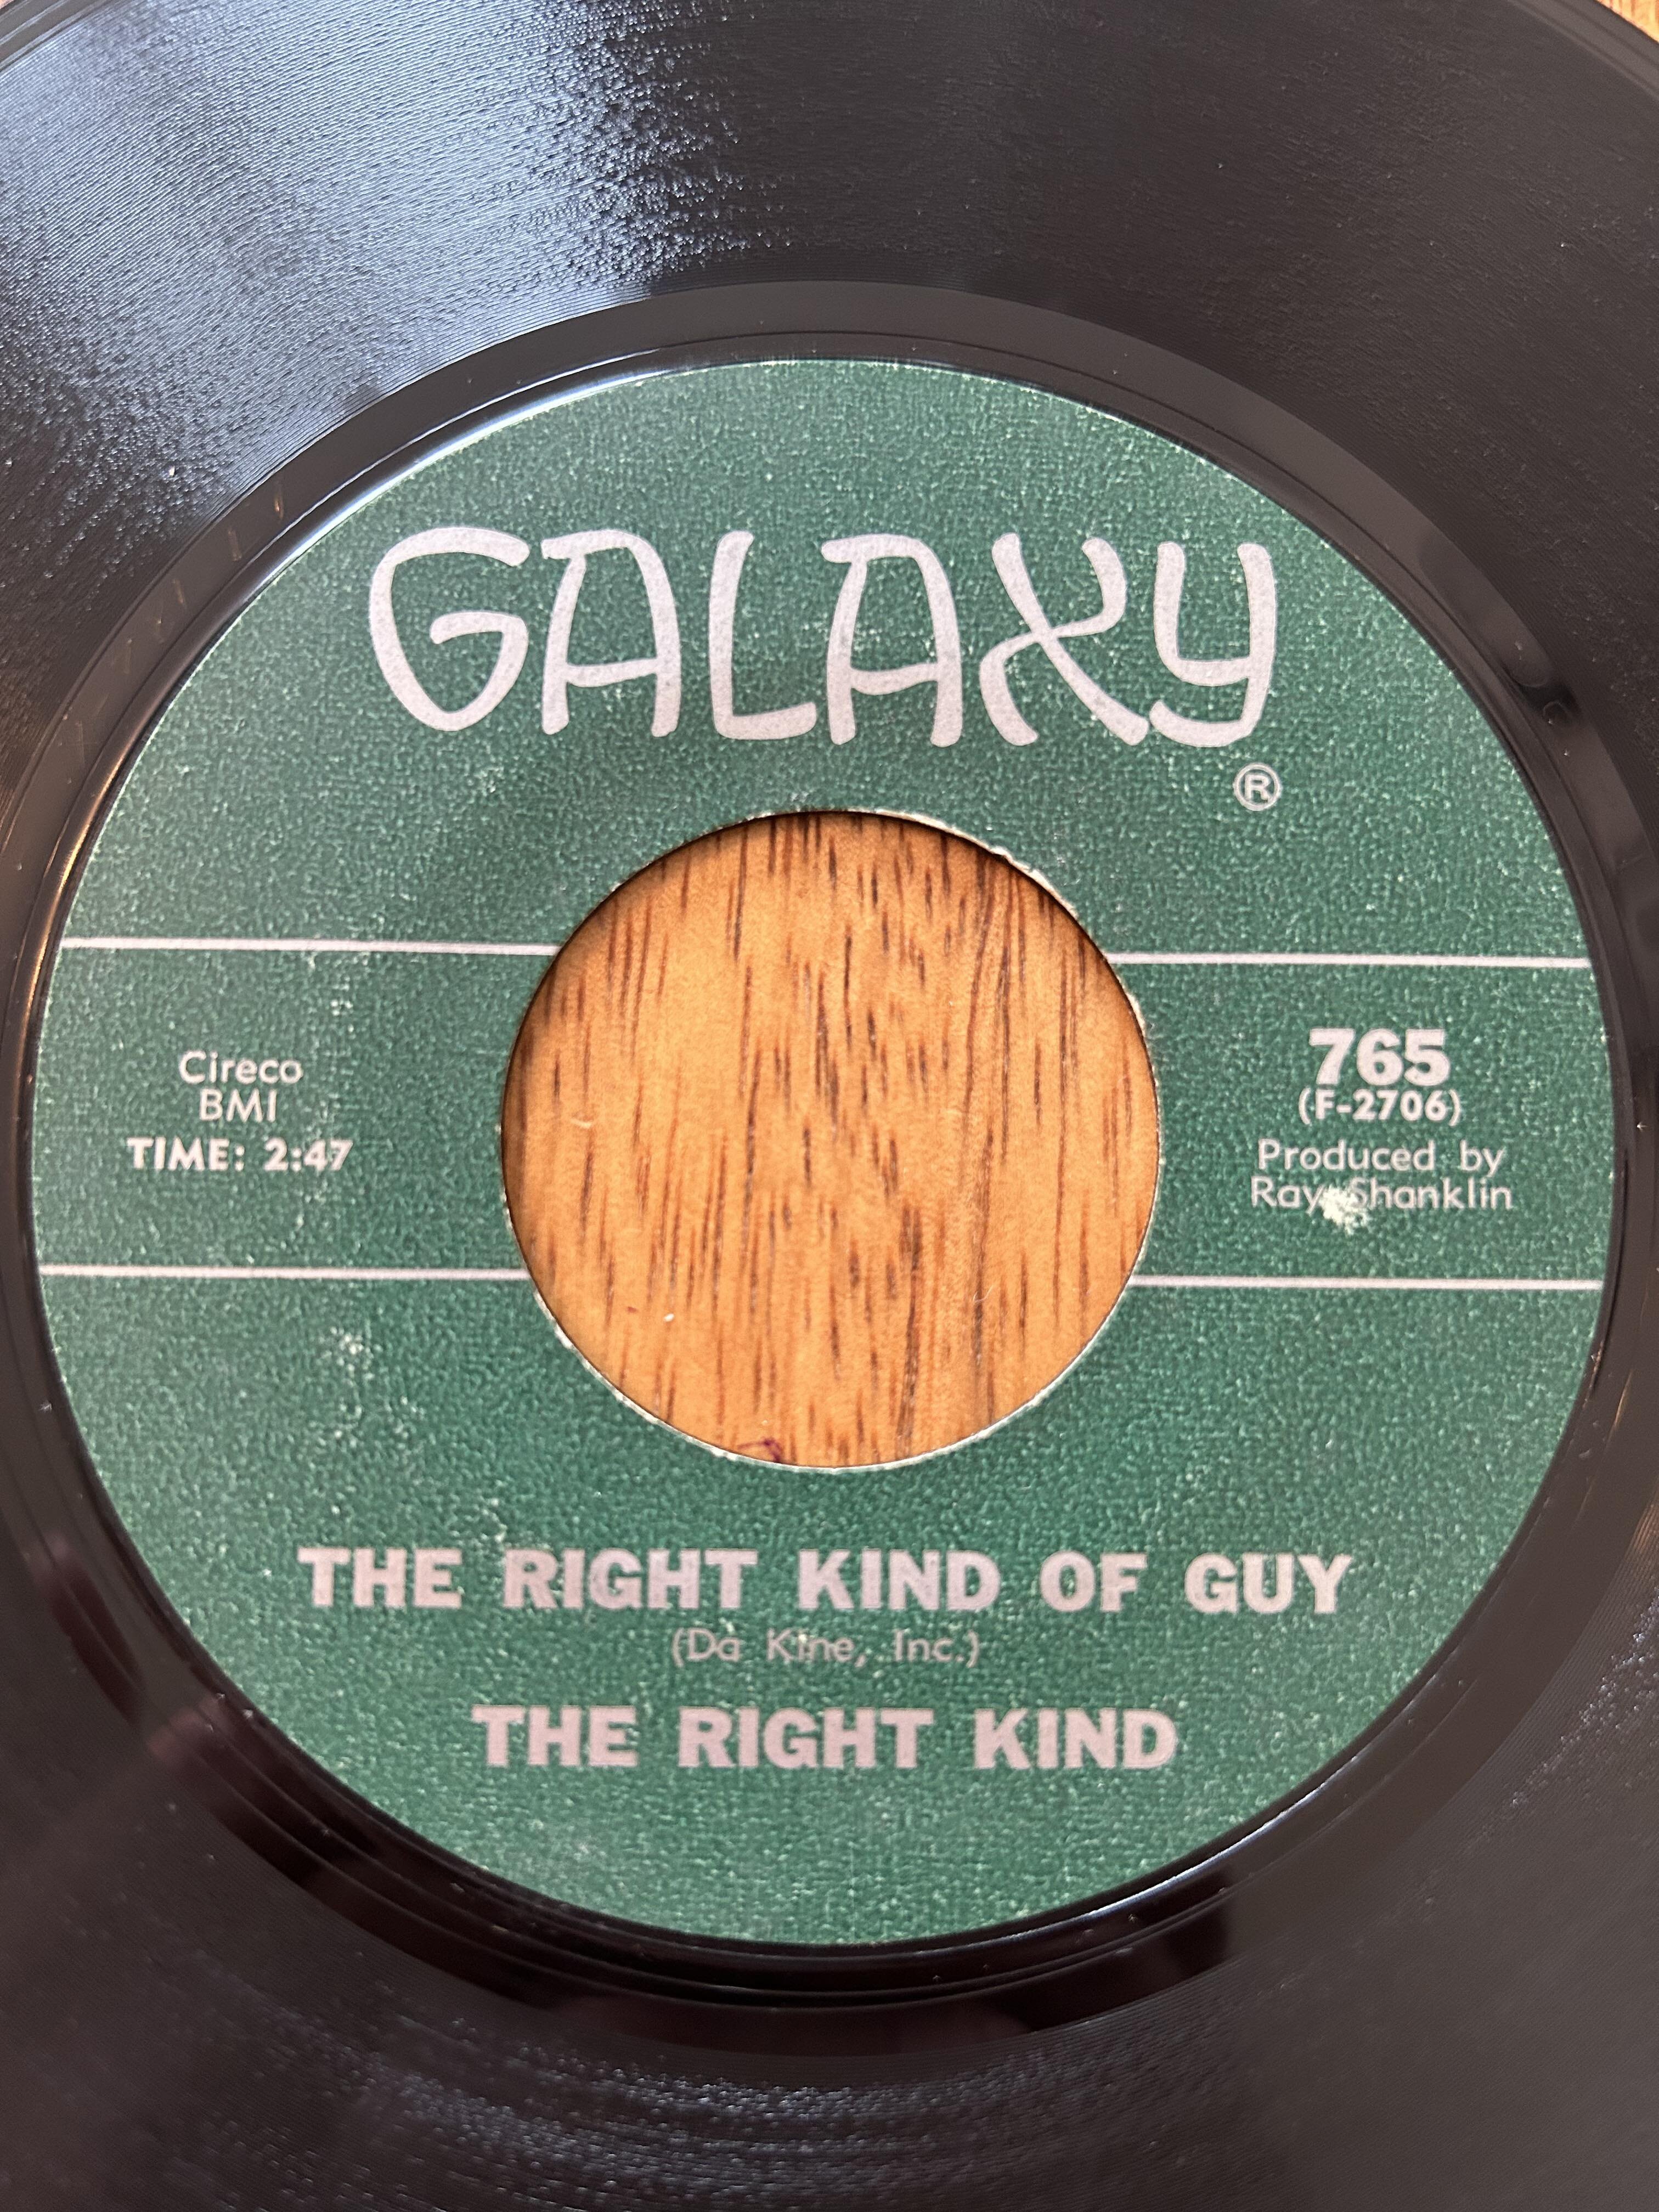 GALAXY
®
Cireco
BMI
TIME: 2:47
765
(F-2706)
Produced by
Ray Shanklin
THE RIGHT KIND OF GUY
(Da Kine, Inc.)
THE RIGHT KIND